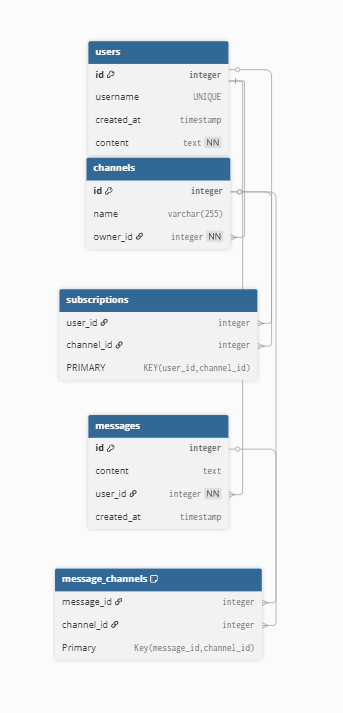 users
id integer
username UNIQUE
created_at timestamp
content text NN
channels
id integer
name varchar(255)
owner_id integer NN
subscriptions
user_id integer
channel_id integer
PRIMARY KEY(user_id,channel_id)
messages
id integer
content text
user_id integer NN
created_at timestamp
message_channels
message_id integer
channel_id integer
Primary Key(message_id,channel_id)